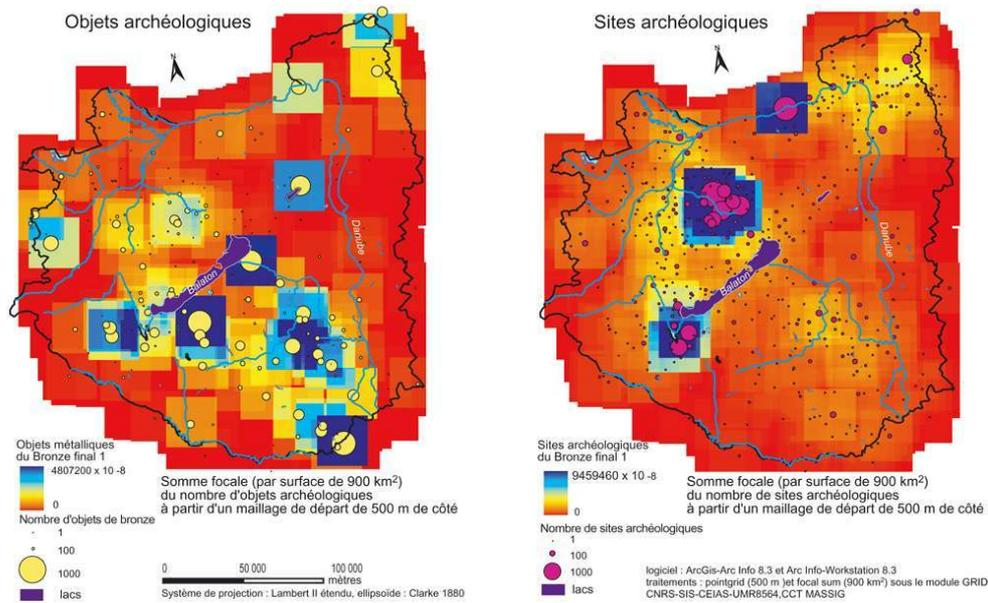 Objets archéologiques
N
Danube
Balaton
Objets métalliques
du Bronze final 1
4807200 x 10 -8
0
Nombre d'objets de bronze
1
100
1000
lacs
Somme focale (par surface de 900 km²)
du nombre d'objets archéologiques
à partir d'un maillage de départ de 500 m de côté
0 50 000 100 000
mètres
Système de projection : Lambert II étendu, ellipsoïde : Clarke 1880
Sites archéologiques
N
Danube
Balaton
Sites archéologiques
du Bronze final 1
9459460 x 10 -8
0
Nombre de sites archéologiques
1
100
1000
lacs
Somme focale (par surface de 900 km²)
du nombre de sites archéologiques
à partir d'un maillage de départ de 500 m de côté
logiciel : ArcGis-Arc Info 8.3 et Arc Info-Workstation 8.3
traitements : pointgrid (500 m )et focal sum (900 km²) sous le module GRID
CNRS-SIS-CEIAS-UMR8564,CCT MASSIG